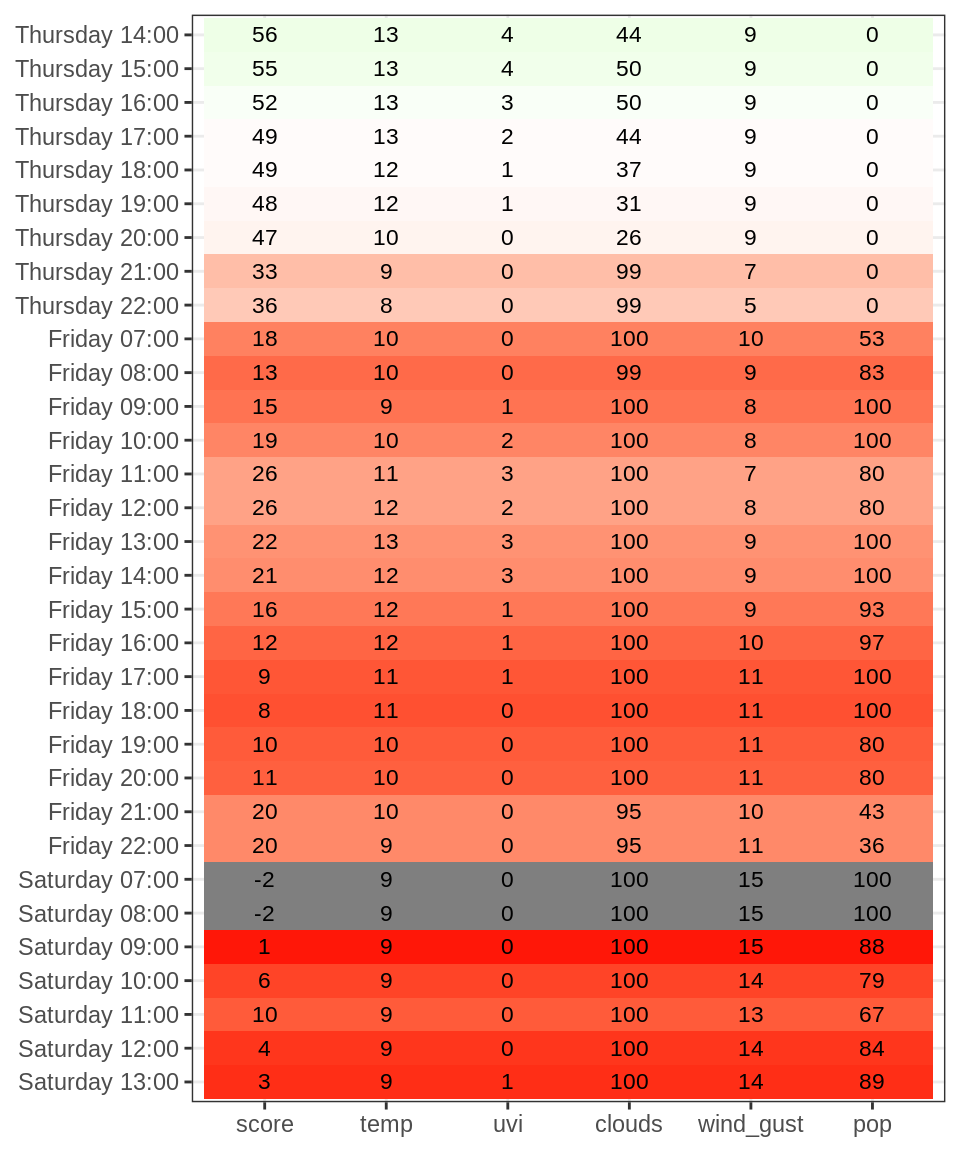 Thursday 14:00 56 13 4 44 9 0
Thursday 15:00 55 13 4 50 9 0
Thursday 16:00 52 13 3 50 9 0
Thursday 17:00 49 13 2 44 9 0
Thursday 18:00 49 12 1 37 9 0
Thursday 19:00 48 12 1 31 9 0
Thursday 20:00 47 10 0 26 9 0
Thursday 21:00 33 9 0 99 7 0
Thursday 22:00 36 8 0 99 5 0
Friday 07:00 18 10 0 100 10 53
Friday 08:00 13 10 0 99 9 83
Friday 09:00 15 9 1 100 8 100
Friday 10:00 19 10 2 100 8 100
Friday 11:00 26 11 3 100 7 80
Friday 12:00 26 12 2 100 8 80
Friday 13:00 22 13 3 100 9 100
Friday 14:00 21 12 3 100 9 100
Friday 15:00 16 12 1 100 9 93
Friday 16:00 12 12 1 100 10 97
Friday 17:00 9 11 1 100 11 100
Friday 18:00 8 11 0 100 11 100
Friday 19:00 10 10 0 100 11 80
Friday 20:00 11 10 0 100 11 80
Friday 21:00 20 10 0 95 10 43
Friday 22:00 20 9 0 95 11 36
Saturday 07:00 -2 9 0 100 15 100
Saturday 08:00 -2 9 0 100 15 100
Saturday 09:00 1 9 0 100 15 88
Saturday 10:00 6 9 0 100 14 79
Saturday 11:00 10 9 0 100 13 67
Saturday 12:00 4 9 0 100 14 84
Saturday 13:00 3 9 1 100 14 89
score temp uvi clouds wind_gust pop